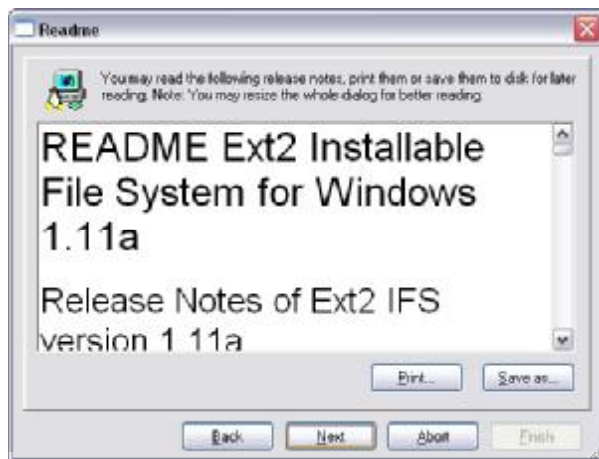 Readme
You may read the following release notes, print them or save them to disk for later
reading. Note: You may resize the whole dialog for better reading.
README Ext2 Installable
File System for Windows
1.11a
Release Notes of Ext2 IFS
version 1.11a
Print...
Save as...
Back
Next
Abort
Finish